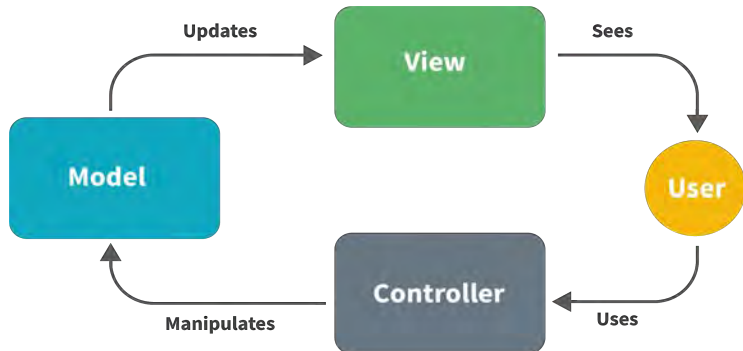 Updates
View
Sees
Model
User
Controller
Manipulates
Uses